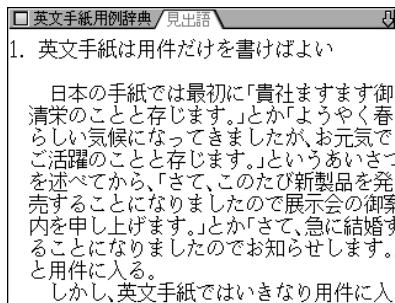 英文手紙用例辞典 見出語
1. 英文手紙は用件だけを書けばよい
日本の手紙では最初に「貴社ますます御
清栄のことと存じます。」とか「ようやく春
らしい気候になってきましたが、お元気で
ご活躍のことと存じます。」というあいさつ
を述べてから、「さて、このたび新製品を発
売することになりましたので展示会の御案
内を申し上げます。」とか「さて、急に結婚す
ることになりましたのでお知らせします。
と用件に入る。
しかし、英文手紙ではいきなり用件に入